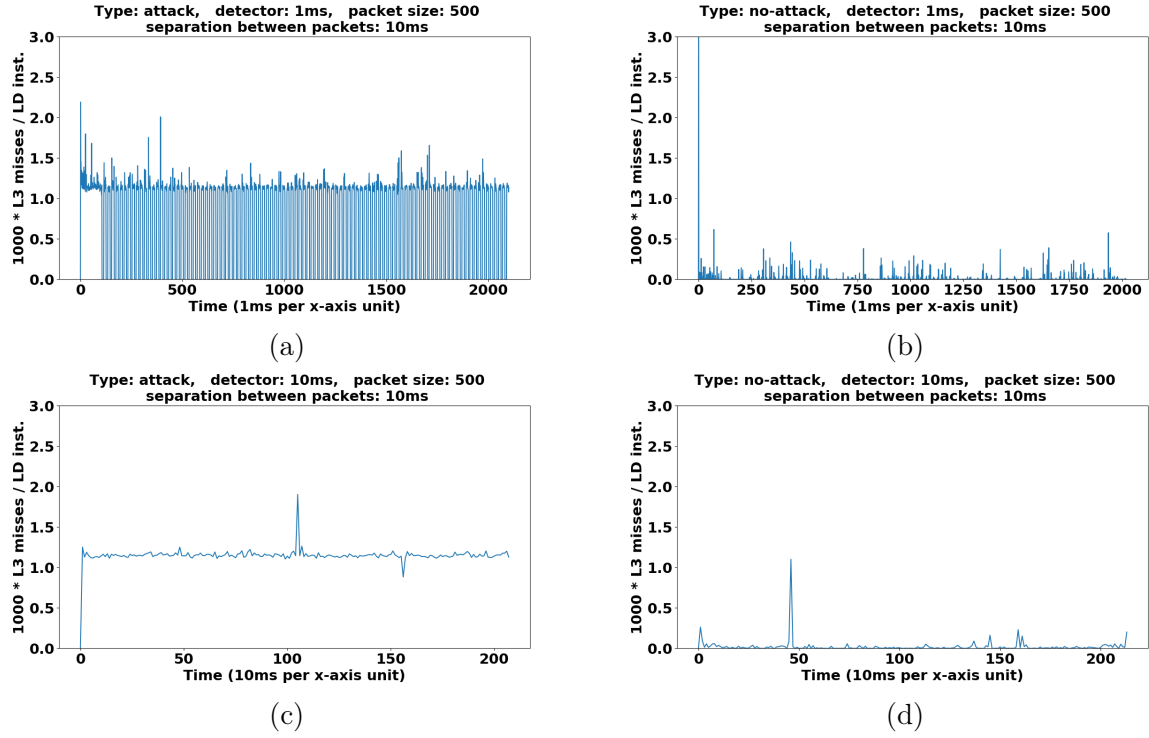 Type: attack,   detector: 1ms,   packet size: 500
separation between packets: 10ms
3.0
2.5
2.0
1.5
1.0
0.5
0.0
1000 * L3 misses / LD inst.
0 500 1000 1500 2000
Time (1ms per x-axis unit)
(a)
Type: no-attack,   detector: 1ms,   packet size: 500
separation between packets: 10ms
3.0
2.5
2.0
1.5
1.0
0.5
0.0
1000 * L3 misses / LD inst.
0 250 500 750 1000 1250 1500 1750 2000
Time (1ms per x-axis unit)
(b)
Type: attack,   detector: 10ms,   packet size: 500
separation between packets: 10ms
3.0
2.5
2.0
1.5
1.0
0.5
0.0
1000 * L3 misses / LD inst.
0 50 100 150 200
Time (10ms per x-axis unit)
(c)
Type: no-attack,   detector: 10ms,   packet size: 500
separation between packets: 10ms
3.0
2.5
2.0
1.5
1.0
0.5
0.0
1000 * L3 misses / LD inst.
0 50 100 150 200
Time (10ms per x-axis unit)
(d)